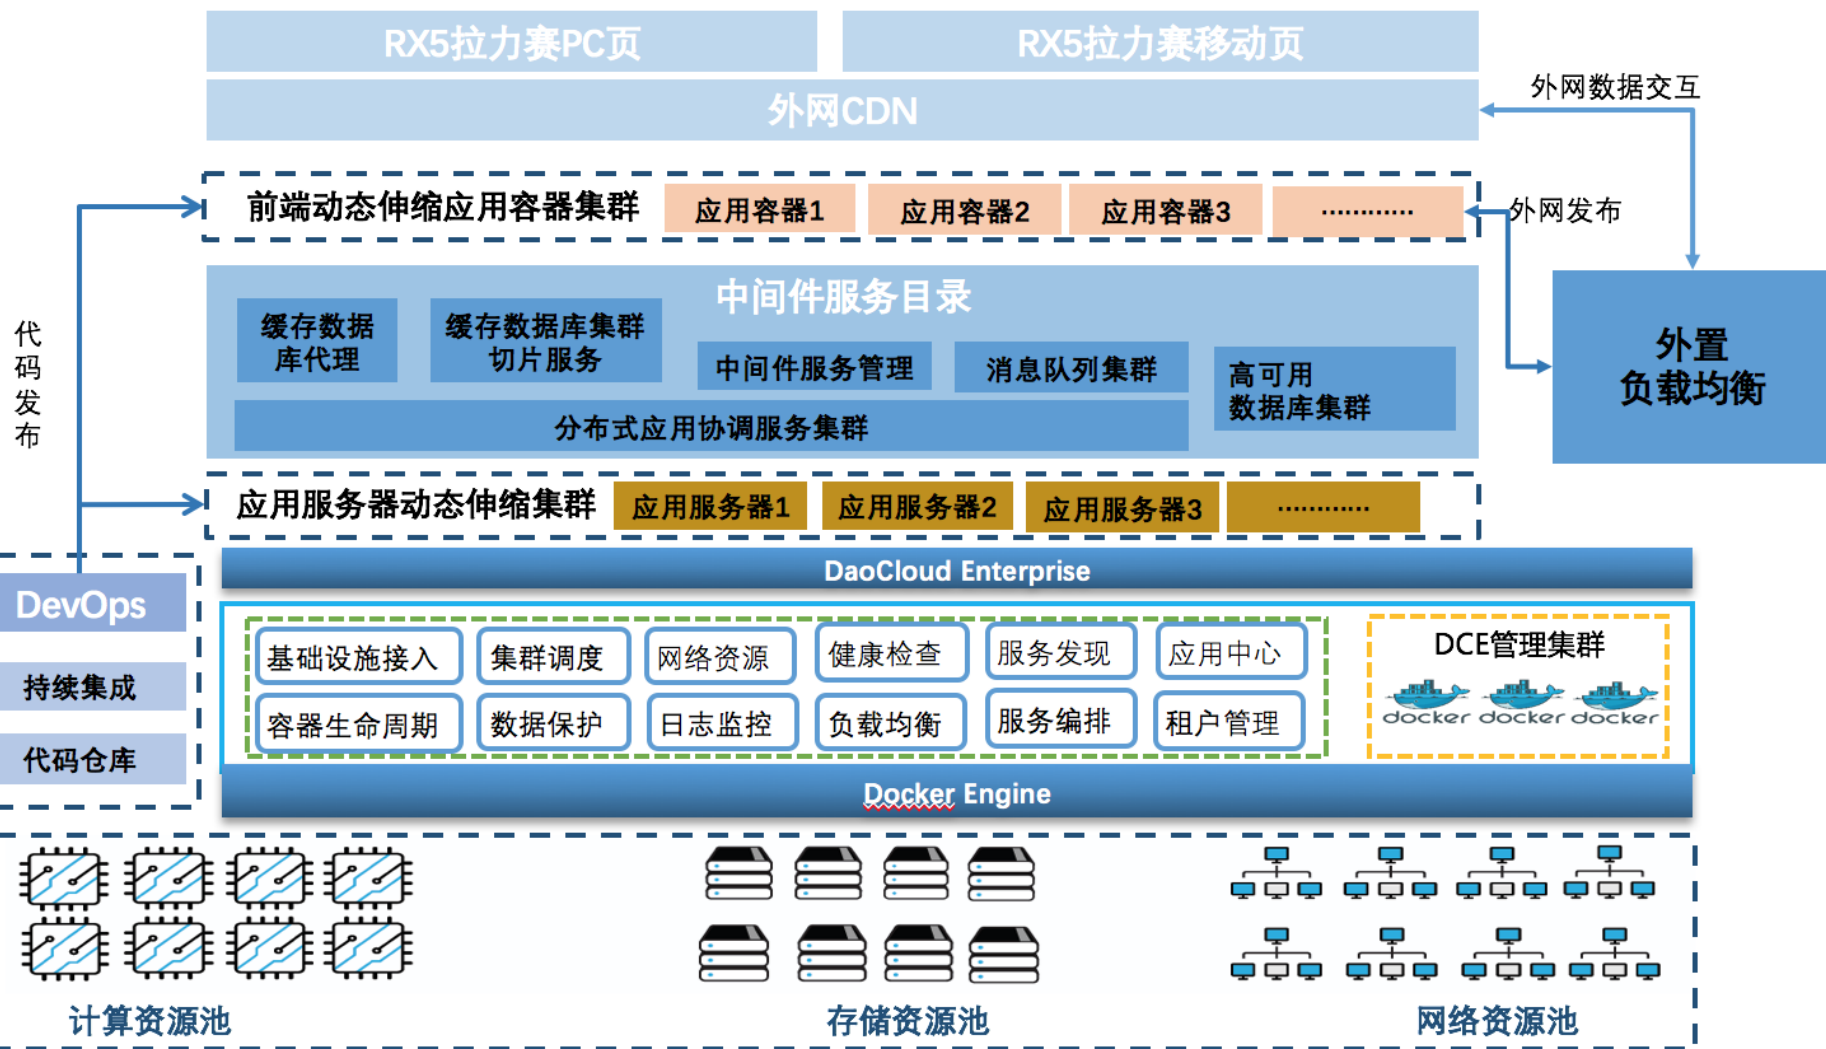 RX5拉力赛PC页
RX5拉力赛移动页
外网CDN
外网数据交互
前端动态伸缩应用容器集群
应用容器1
应用容器2
应用容器3
…………
外网发布
中间件服务目录
缓存数据
库代理
缓存数据库集群
切片服务
中间件服务管理
消息队列集群
高可用
数据库集群
分布式应用协调服务集群
外置
负载均衡
代
码
发
布
应用服务器动态伸缩集群
应用服务器1
应用服务器2
应用服务器3
…………
DaoCloud Enterprise
DevOps
持续集成
代码仓库
基础设施接入
集群调度
网络资源
健康检查
服务发现
应用中心
容器生命周期
数据保护
日志监控
负载均衡
服务编排
租户管理
DCE管理集群
docker
docker
docker
Docker Engine
计算资源池
存储资源池
网络资源池